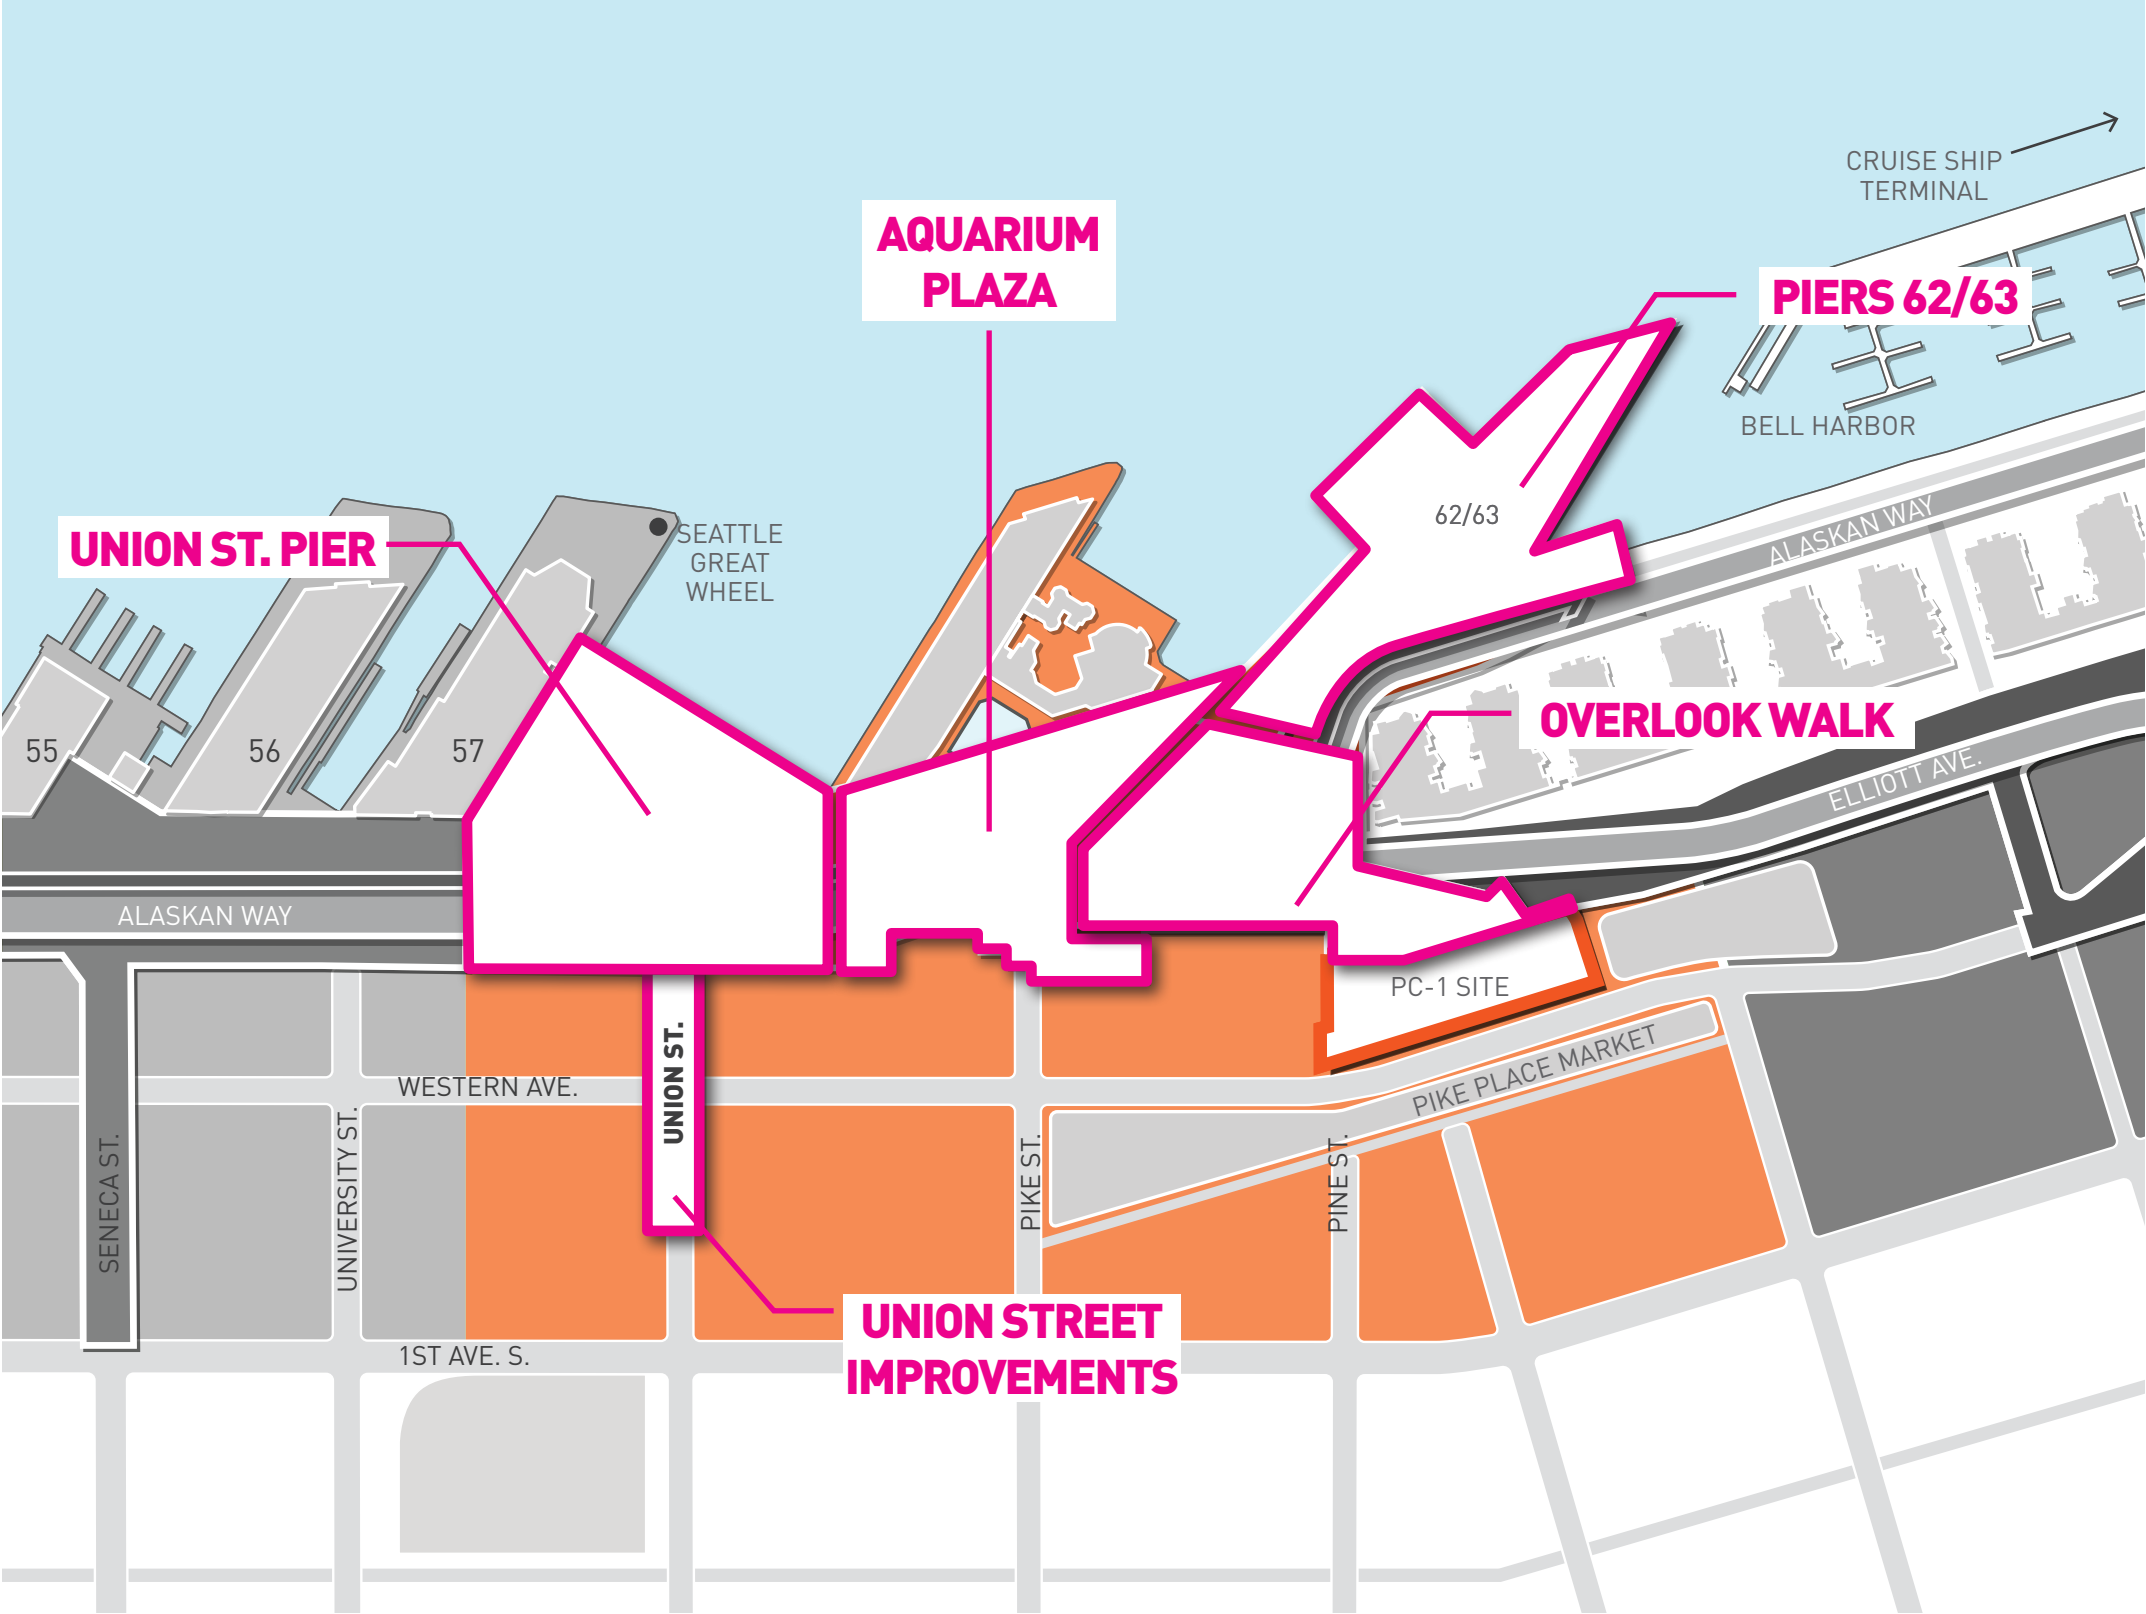 CRUISE SHIP
TERMINAL
AQUARIUM
PLAZA
PIERS 62/63
BELL HARBOR
62/63
ALASKAN WAY
SEATTLE
GREAT
WHEEL
UNION ST. PIER
55
56
57
OVERLOOK WALK
ELLIOTT AVE.
ALASKAN WAY
PC-1 SITE
UNION ST.
WESTERN AVE.
PIKE PLACE MARKET
SENECA ST.
UNIVERSITY ST.
PIKE ST.
PINE ST.
UNION STREET
IMPROVEMENTS
1ST AVE. S.